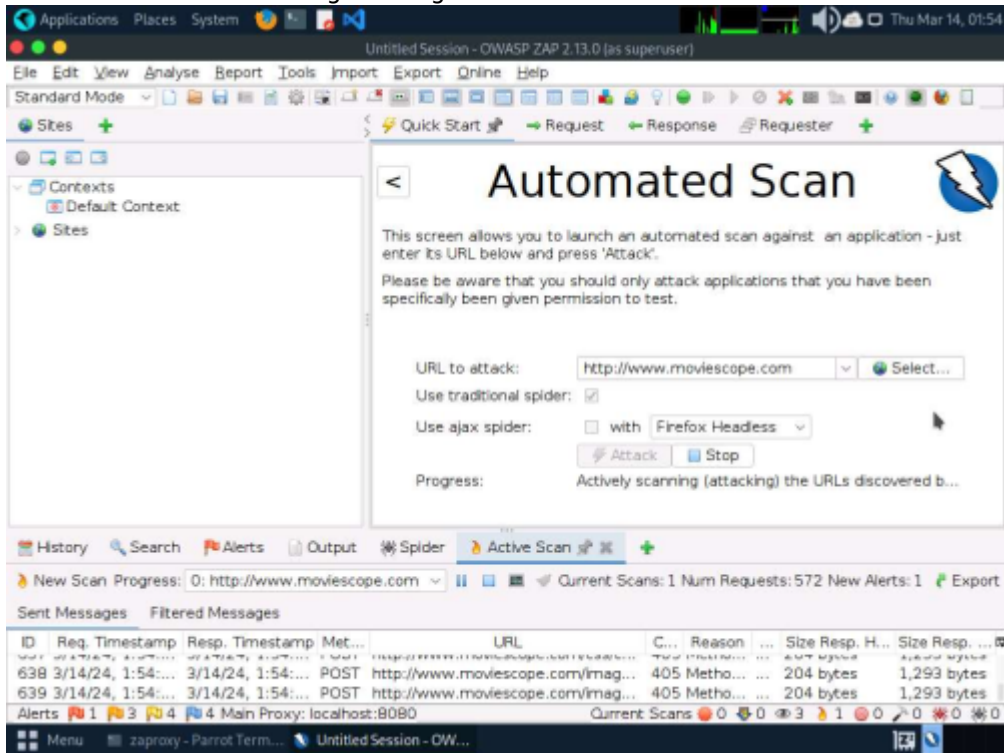 Applications Places System Thu Mar 14, 01:54
Untitled Session - OWASP ZAP 2.13.0 (as superuser)
File Edit View Analyse Report Tools Import Export Online Help
Standard Mode
Sites Quick Start Request Response Requester
Contexts
Default Context
Sites
<
Automated Scan
This screen allows you to launch an automated scan against an application - just
enter its URL below and press 'Attack'.
Please be aware that you should only attack applications that you have been
specifically been given permission to test.
URL to attack: http://www.moviescope.com Select...
Use traditional spider:
Use ajax spider: with Firefox Headless
Attack Stop
Progress: Actively scanning (attacking) the URLs discovered b...
History Search Alerts Output Spider Active Scan
New Scan Progress: 0: http://www.moviescope.com Current Scans: 1 Num Requests: 572 New Alerts: 1 Export
Sent Messages Filtered Messages
ID Req. Timestamp Resp. Timestamp Met... URL C... Reason ... Size Resp. H... Size Resp. ...
638 3/14/24, 1:54:... 3/14/24, 1:54:... POST http://www.moviescope.com/imag... 405 Metho... ... 204 bytes 1,293 bytes
639 3/14/24, 1:54:... 3/14/24, 1:54:... POST http://www.moviescope.com/imag... 405 Metho... ... 204 bytes 1,293 bytes
Alerts 1 3 4 4 Main Proxy: localhost:8080 Current Scans 0 0 3 1 0 0 0 0
Menu zaproxy - Parrot Term... Untitled Session - OW...